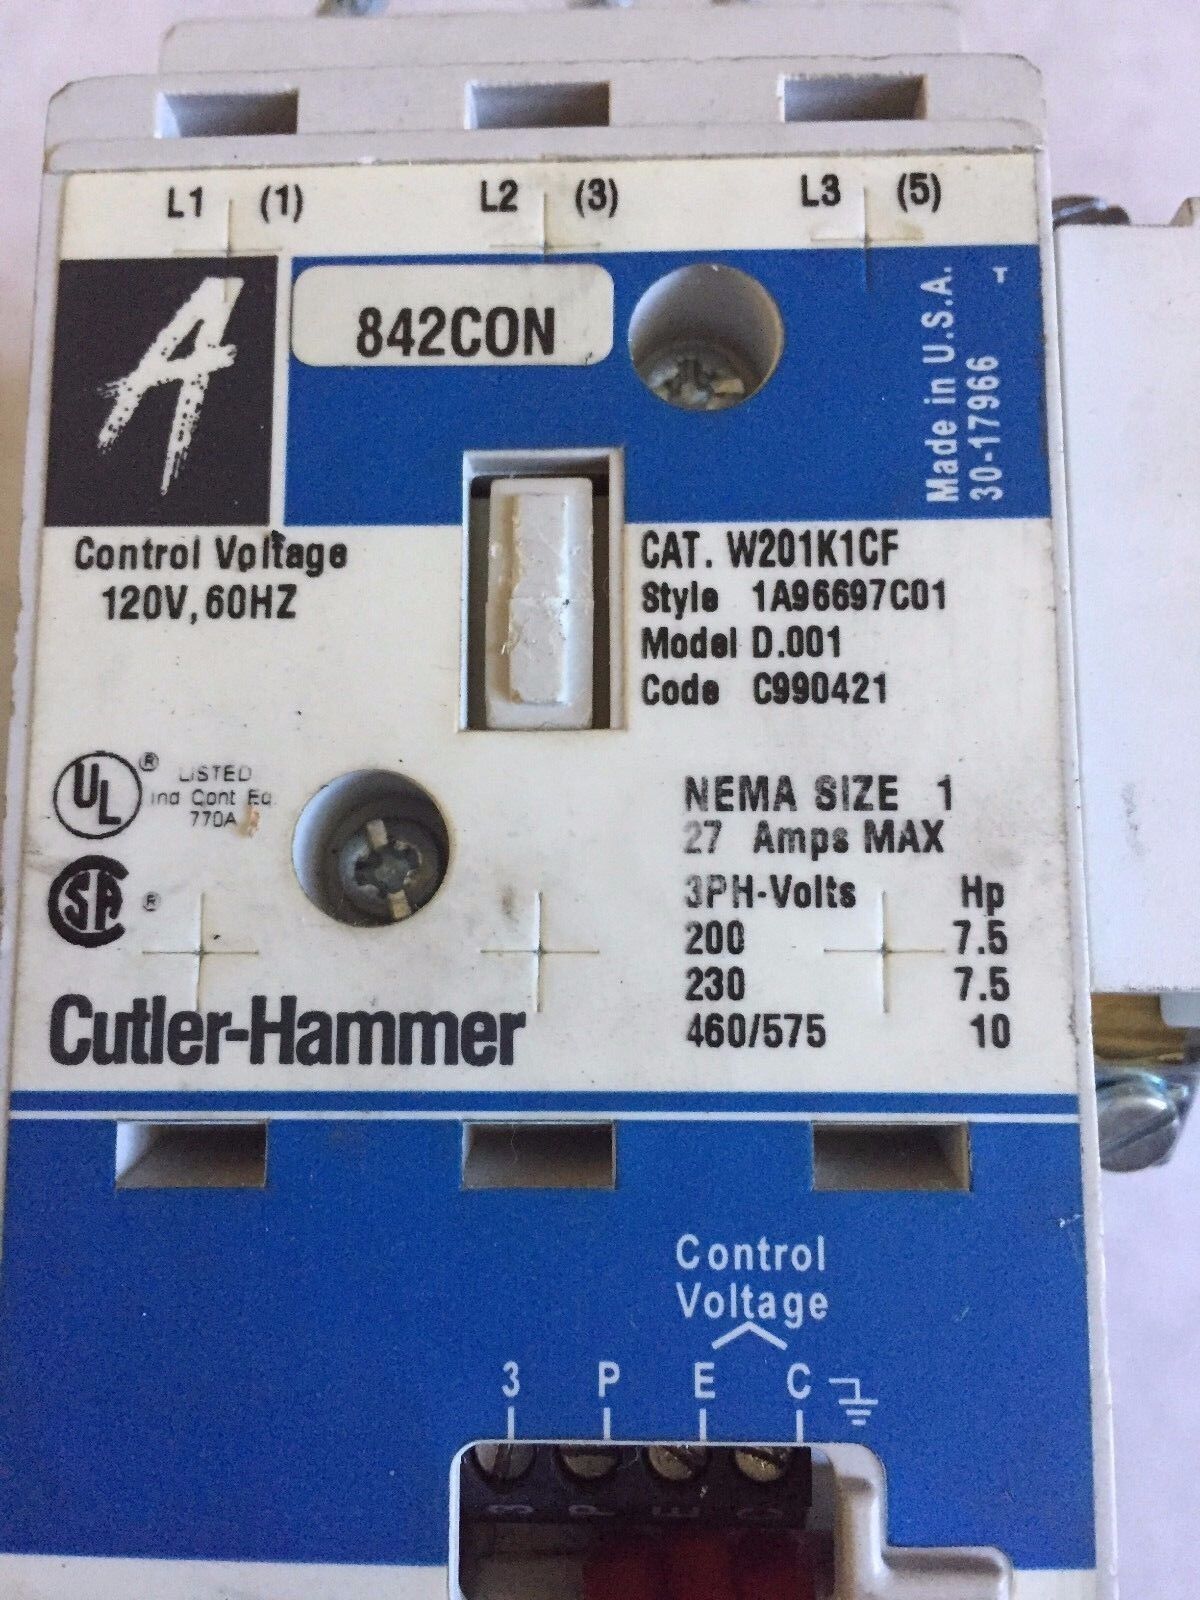 L1 (1) L2 (3) L3 (5)
A
842CON
Made in U.S.A.
30-17966
T
Control Voltage
120V, 60HZ
CAT. W201K1CF
Style 1A96697C01
Model D.001
Code C990421
UL ® LISTED
Ind Cont Eq.
770A
SA ®
NEMA SIZE 1
27 Amps MAX
3PH-Volts Hp
200 7.5
230 7.5
460/575 10
Cutler-Hammer
Control
Voltage
3 P E C
3 P E C